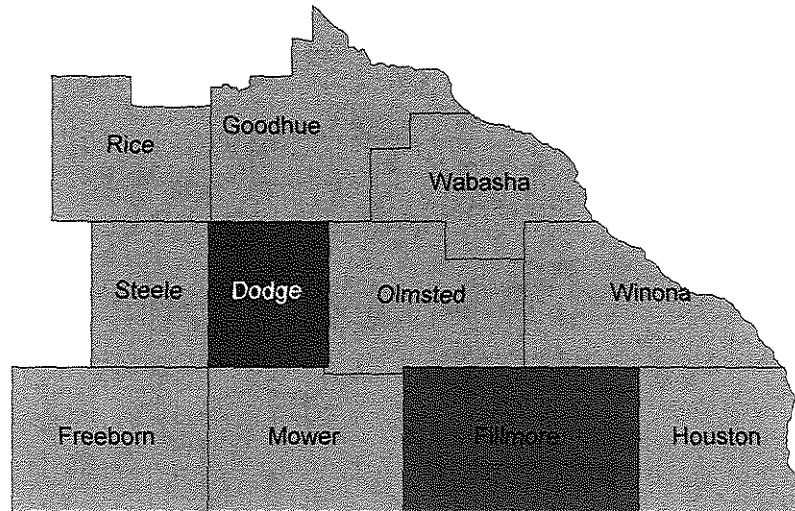 Goodhue
Rice
Wabasha
Steele
Dodge
Olmsted
Winona
Freeborn
Mower
Fillmore
Houston